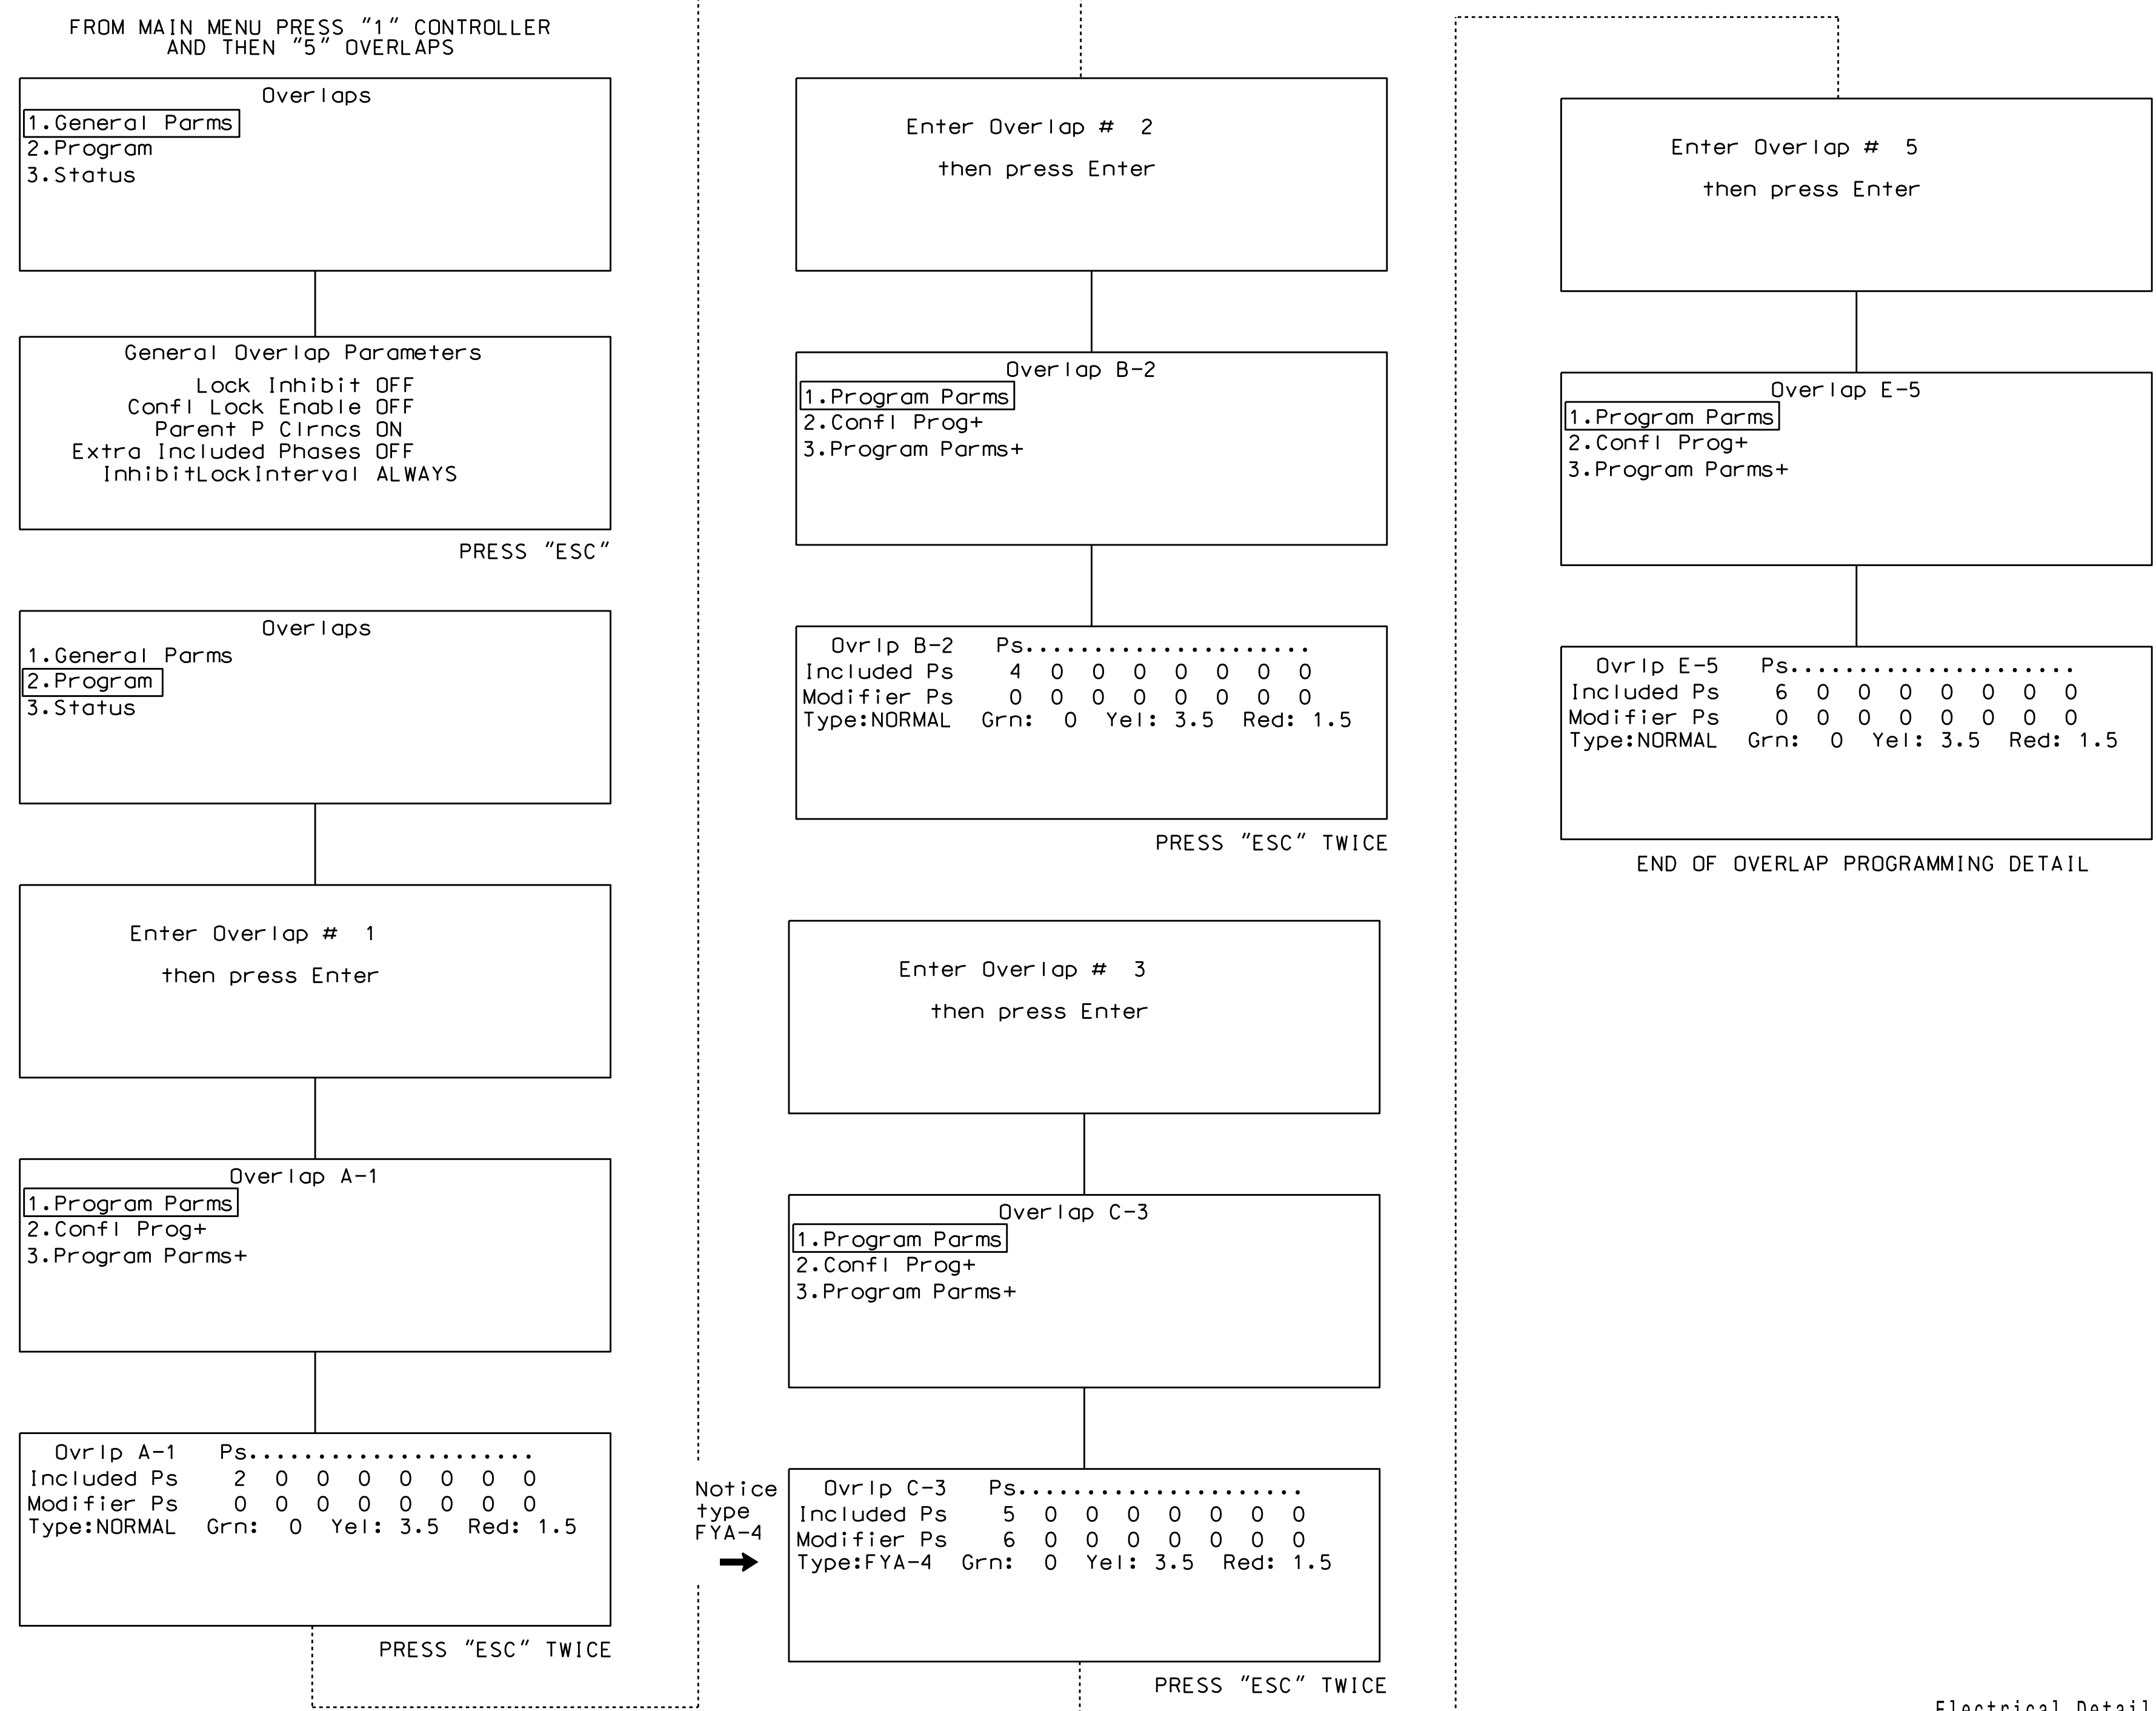 FROM MAIN MENU PRESS "1" CONTROLLER
AND THEN "5" OVERLAPS
Overlaps
1.General Parms
2.Program
3.Status
General Overlap Parameters
Lock Inhibit OFF
Confl Lock Enable OFF
Parent P Clrncs ON
Extra Included Phases OFF
InhibitLockInterval ALWAYS
PRESS "ESC"
Overlaps
1.General Parms
2.Program
3.Status
Enter Overlap # 1
then press Enter
Overlap A-1
1.Program Parms
2.Confl Prog+
3.Program Parms+
Ovrlp A-1 Ps.....................
Included Ps 2 0 0 0 0 0 0 0
Modifier Ps 0 0 0 0 0 0 0 0
Type:NORMAL Grn: 0 Yel: 3.5 Red: 1.5
PRESS "ESC" TWICE
Enter Overlap # 2
then press Enter
Overlap B-2
1.Program Parms
2.Confl Prog+
3.Program Parms+
Ovrlp B-2 Ps.....................
Included Ps 4 0 0 0 0 0 0 0
Modifier Ps 0 0 0 0 0 0 0 0
Type:NORMAL Grn: 0 Yel: 3.5 Red: 1.5
PRESS "ESC" TWICE
Enter Overlap # 3
then press Enter
Overlap C-3
1.Program Parms
2.Confl Prog+
3.Program Parms+
Notice
type
FYA-4
Ovrlp C-3 Ps.....................
Included Ps 5 0 0 0 0 0 0 0
Modifier Ps 6 0 0 0 0 0 0 0
Type:FYA-4 Grn: 0 Yel: 3.5 Red: 1.5
PRESS "ESC" TWICE
Enter Overlap # 5
then press Enter
Overlap E-5
1.Program Parms
2.Confl Prog+
3.Program Parms+
Ovrlp E-5 Ps.....................
Included Ps 6 0 0 0 0 0 0 0
Modifier Ps 0 0 0 0 0 0 0 0
Type:NORMAL Grn: 0 Yel: 3.5 Red: 1.5
END OF OVERLAP PROGRAMMING DETAIL
Electrical Detail